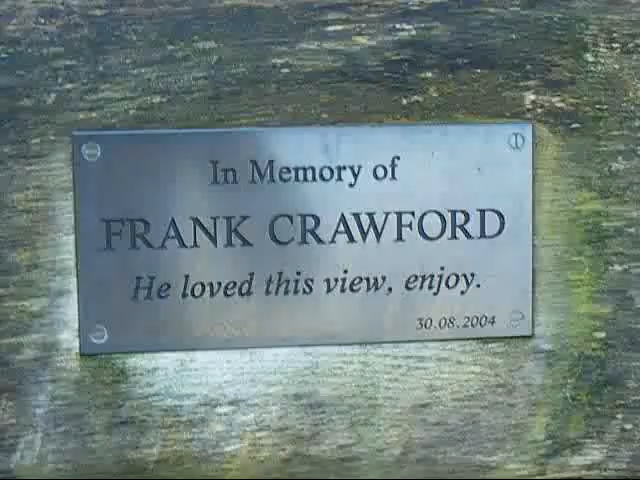 In Memory of
FRANK CRAWFORD
He loved this view, enjoy.
30.08.2004